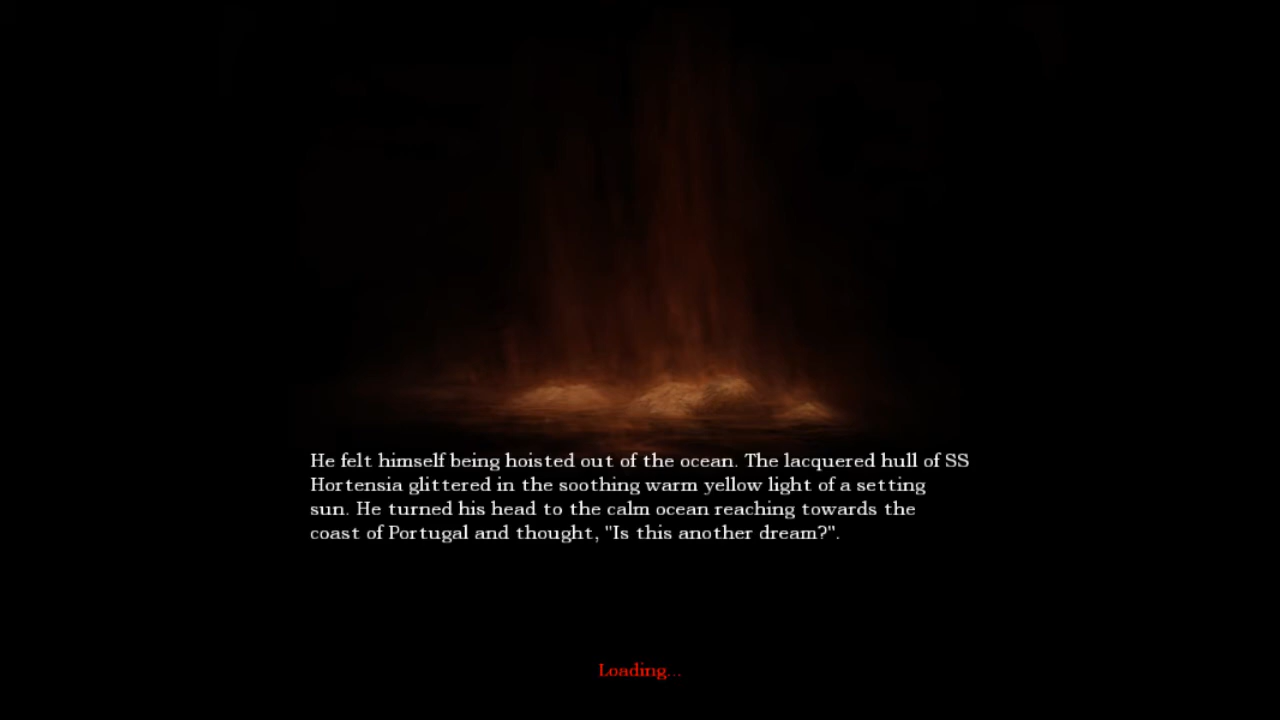 He felt himself being hoisted out of the ocean. The lacquered hull of SS
Hortensia glittered in the soothing warm yellow light of a setting
sun. He turned his head to the calm ocean reaching towards the
coast of Portugal and thought, "Is this another dream?".
Loading...